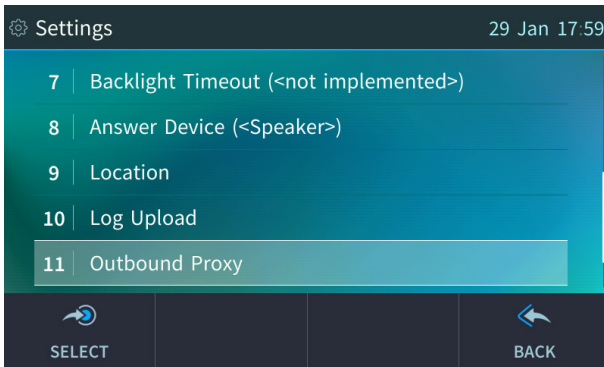 Settings
29 Jan 17:59
7 Backlight Timeout (<not implemented>)
8 Answer Device (<Speaker>)
9 Location
10 Log Upload
11 Outbound Proxy
SELECT
BACK